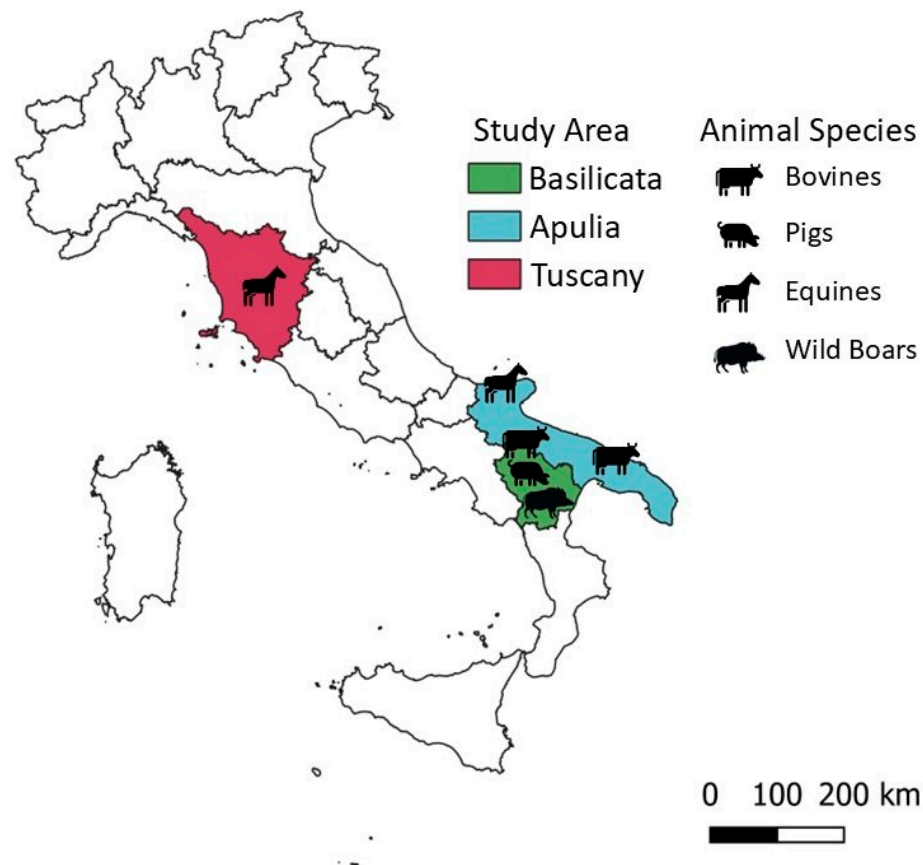 Study Area
Basilicata
Apulia
Tuscany
Animal Species
Bovines
Pigs
Equines
Wild Boars
0 100 200 km